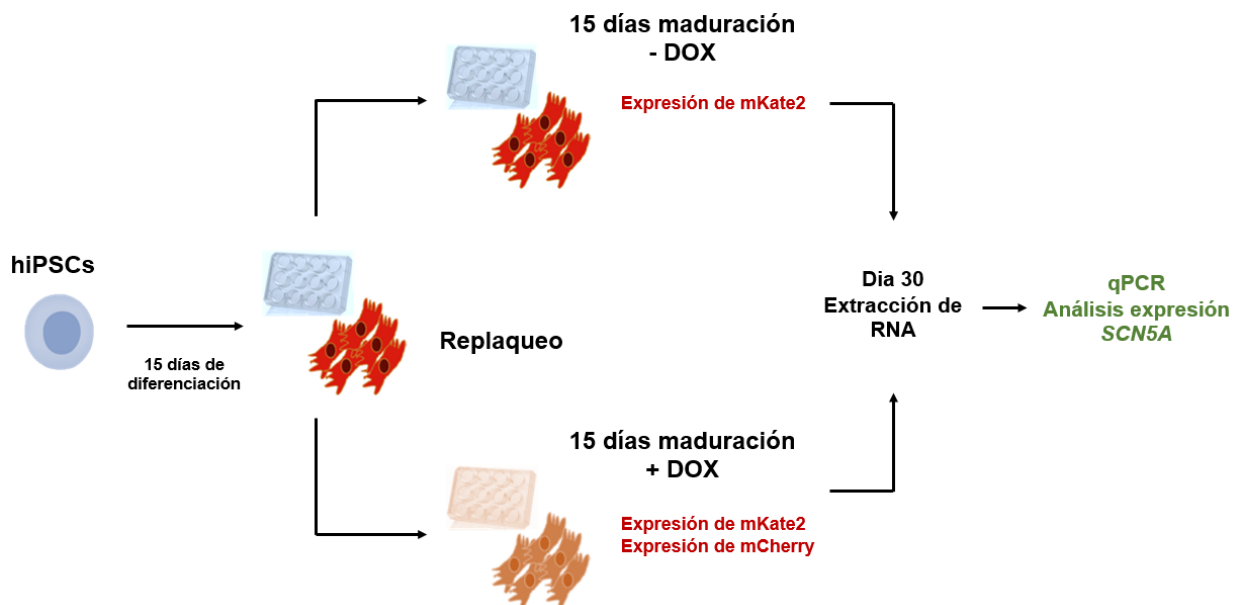 15 días maduración
- DOX
Expresión de mKate2
hiPSCs
15 días de
diferenciación
Replaqueo
Dia 30
Extracción de
RNA
qPCR
Análisis expresión
SCN5A
15 días maduración
+ DOX
Expresión de mKate2
Expresión de mCherry